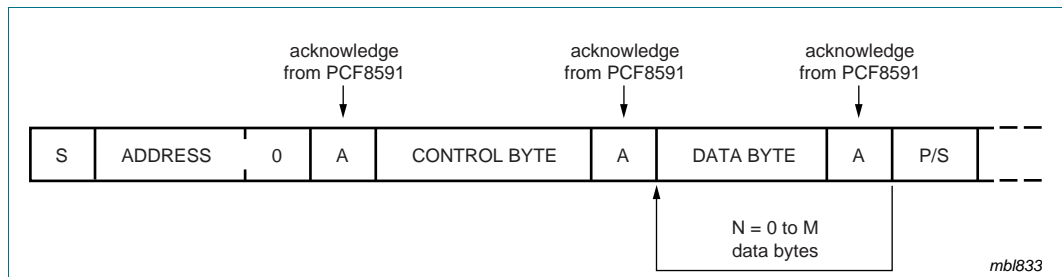 acknowledge
from PCF8591
acknowledge
from PCF8591
acknowledge
from PCF8591
S ADDRESS 0 A CONTROL BYTE A DATA BYTE A P/S
N = 0 to M
data bytes
mbl833